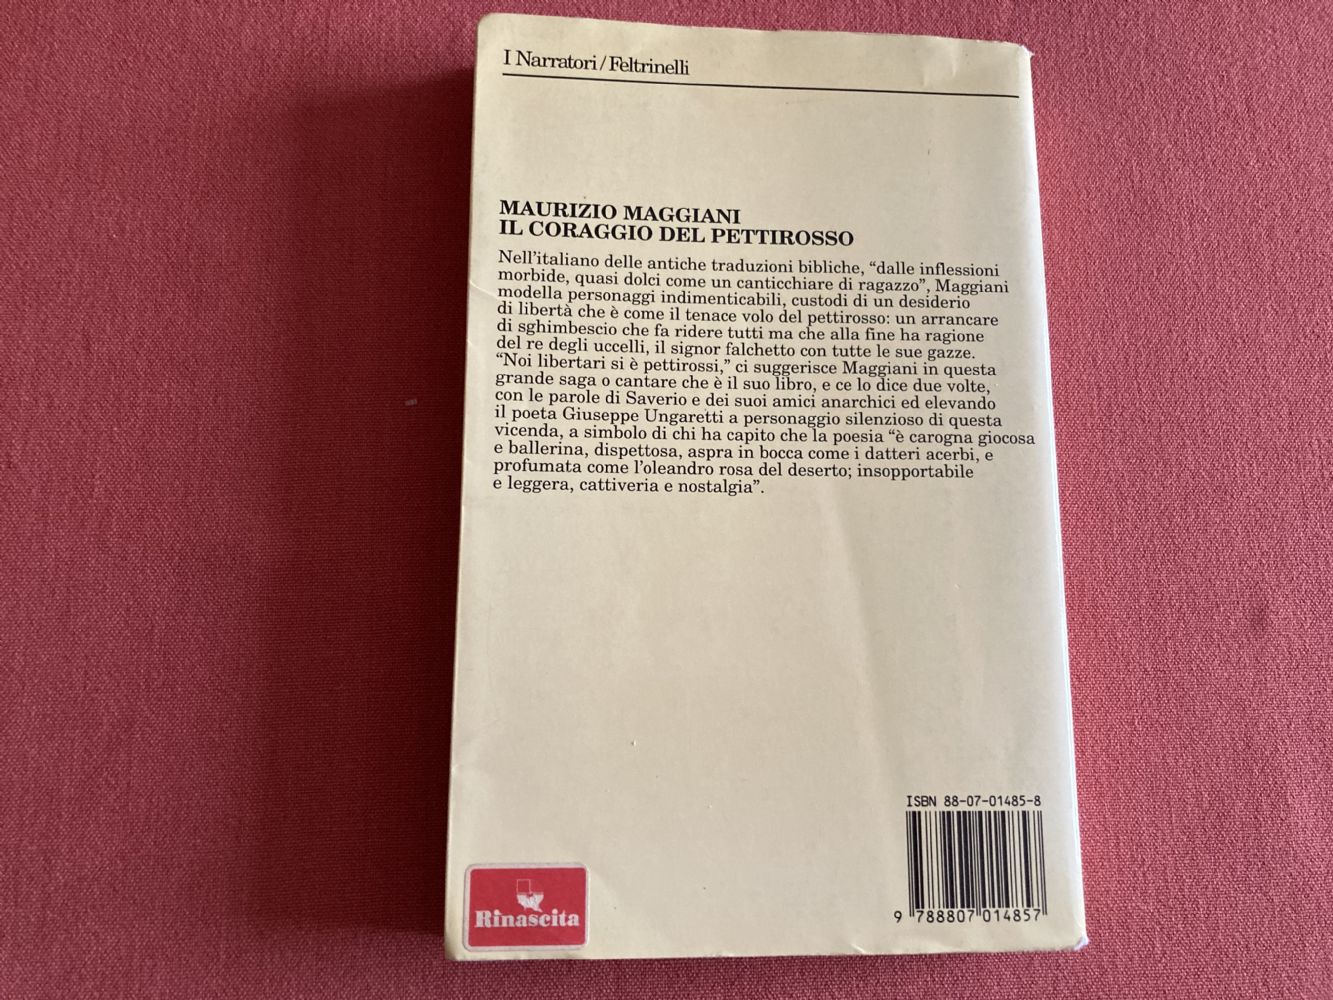 I Narratori/Feltrinelli
MAURIZIO MAGGIANI
IL CORAGGIO DEL PETTIROSSO
Nell'italiano delle antiche traduzioni bibliche, “dalle inflessioni
morbide, quasi dolci come un canticchiare di ragazzo”, Maggiani
modella personaggi indimenticabili, custodi di un desiderio
di libertà che è come il tenace volo del pettirosso: un arrancare
di sghimbescio che fa ridere tutti ma che alla fine ha ragione
del re degli uccelli, il signor falchetto con tutte le sue gazze.
“Noi libertari si è pettirossi,” ci suggerisce Maggiani in questa
grande saga o cantare che è il suo libro, e ce lo dice due volte,
con le parole di Saverio e dei suoi amici anarchici ed elevando
il poeta Giuseppe Ungaretti a personaggio silenzioso di questa
vicenda, a simbolo di chi ha capito che la poesia “è carogna giocosa
e ballerina, dispettosa, aspra in bocca come i datteri acerbi, e
profumata come l'oleandro rosa del deserto; insopportabile
e leggera, cattiveria e nostalgia”.
ISBN 88-07-01485-8
9 788807 014857
Rinascita